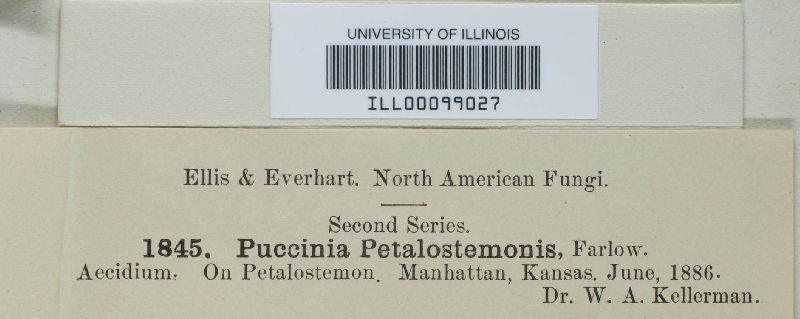 UNIVERSITY OF ILLINOIS
ILL00099027
Ellis & Everhart. North American Fungi.
Second Series.
1845. Puccinia Petalostemonis, Farlow.
Aecidium. On Petalostemon. Manhattan, Kansas. June, 1886.
Dr. W. A. Kellerman.